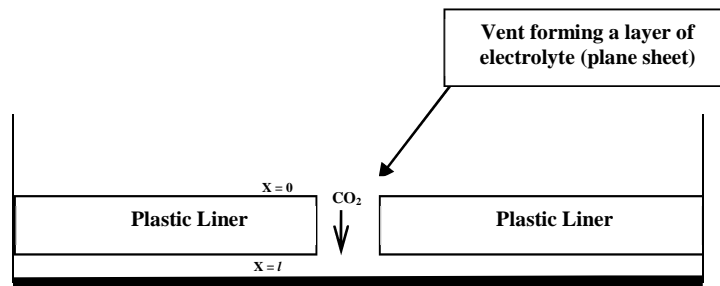 Vent forming a layer of
electrolyte (plane sheet)
X = 0
CO₂
Plastic Liner
Plastic Liner
X = l